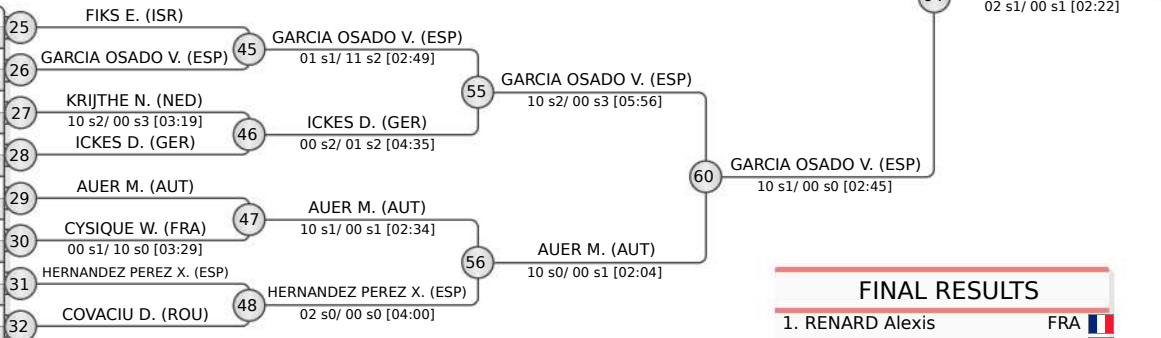 02 s1/ 00 s1 [02:22]
25
FIKS E. (ISR)
26
GARCIA OSADO V. (ESP)
45
GARCIA OSADO V. (ESP)
01 s1/ 11 s2 [02:49]
27
KRIJTHE N. (NED)
10 s2/ 00 s3 [03:19]
28
ICKES D. (GER)
46
ICKES D. (GER)
00 s2/ 01 s2 [04:35]
55
GARCIA OSADO V. (ESP)
10 s2/ 00 s3 [05:56]
29
AUER M. (AUT)
30
CYSIQUE W. (FRA)
00 s1/ 10 s0 [03:29]
47
AUER M. (AUT)
10 s1/ 00 s1 [02:34]
31
HERNANDEZ PEREZ X. (ESP)
32
COVACIU D. (ROU)
48
HERNANDEZ PEREZ X. (ESP)
02 s0/ 00 s0 [04:00]
56
AUER M. (AUT)
10 s0/ 00 s1 [02:04]
60
GARCIA OSADO V. (ESP)
10 s1/ 00 s0 [02:45]
FINAL RESULTS
1. RENARD Alexis FRA